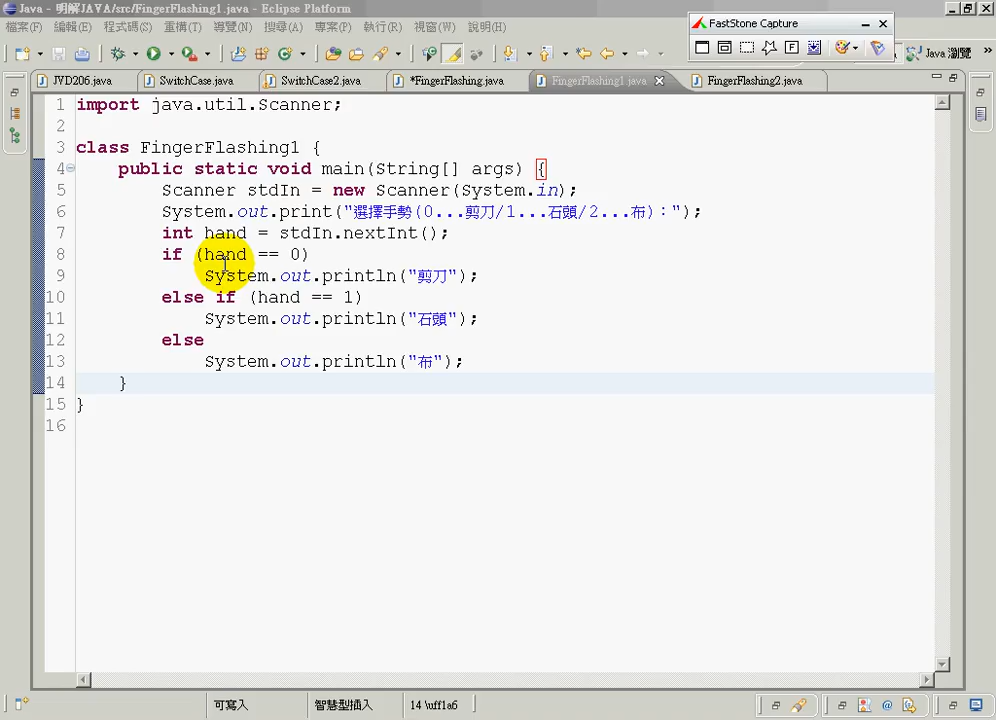 Java - 明解JAVA/src/FingerFlashing1.java - Eclipse Platform
檔案(F) 編輯(E) 程式碼(S) 重構(T) 導覽(N) 搜尋(A) 專案(P) 執行(R) 視窗(W) 說明(H)
FastStone Capture
Java 瀏覽
JVD206.java SwitchCase.java SwitchCase2.java *FingerFlashing.java FingerFlashing1.java FingerFlashing2.java
1 import java.util.Scanner;
2
3 class FingerFlashing1 {
4 public static void main(String[] args) {
5 Scanner stdIn = new Scanner(System.in);
6 System.out.print("選擇手勢(0...剪刀/1...石頭/2...布):");
7 int hand = stdIn.nextInt();
8 if (hand == 0)
9 System.out.println("剪刀");
10 else if (hand == 1)
11 System.out.println("石頭");
12 else
13 System.out.println("布");
14 }
15 }
16
可寫入 智慧型插入 14 \uff1a6